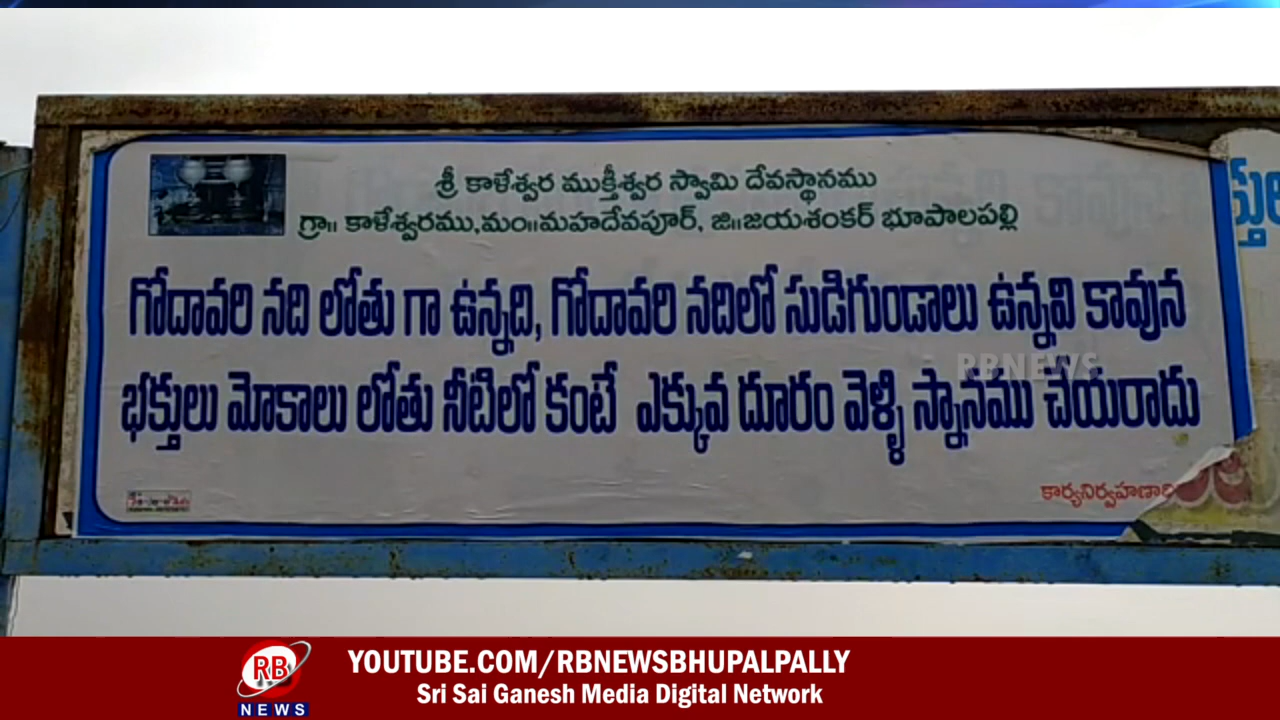 శ్రీ కాళేశ్వర ముక్తీశ్వర స్వామి దేవస్థానము
గ్రా॥ కాళేశ్వరము,మం॥మహదేవపూర్, జి॥జయశంకర్ భూపాలపల్లి
గోదావరి నది లోతు గా ఉన్నది, గోదావరి నదిలో సుడిగుండాలు ఉన్నవి కావున
భక్తులు మోకాలు లోతు నీటిలో కంటే ఎక్కువ దూరం వెళ్ళి స్నానము చేయరాదు
RBNEWS
RB
NEWS
YOUTUBE.COM/RBNEWSBHUPALPALLY
Sri Sai Ganesh Media Digital Network